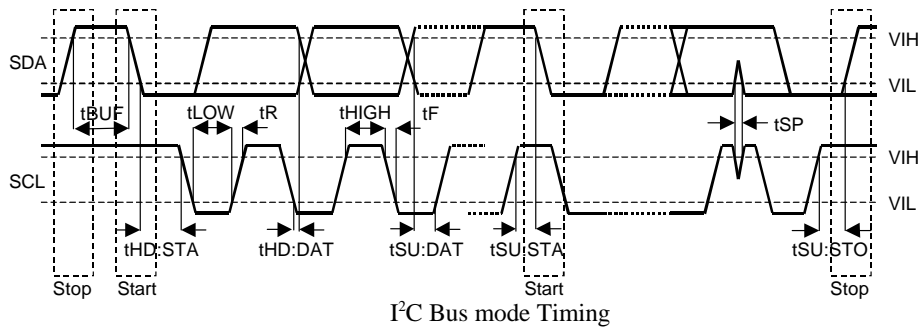 VIH
SDA
VIL
tBUF
tLOW
tR
tHIGH
tF
tSP
VIH
SCL
VIL
tHD:STA
tHD:DAT
tSU:DAT
tSU:STA
tSU:STO
Stop
Start
Start
Stop
I²C Bus mode Timing